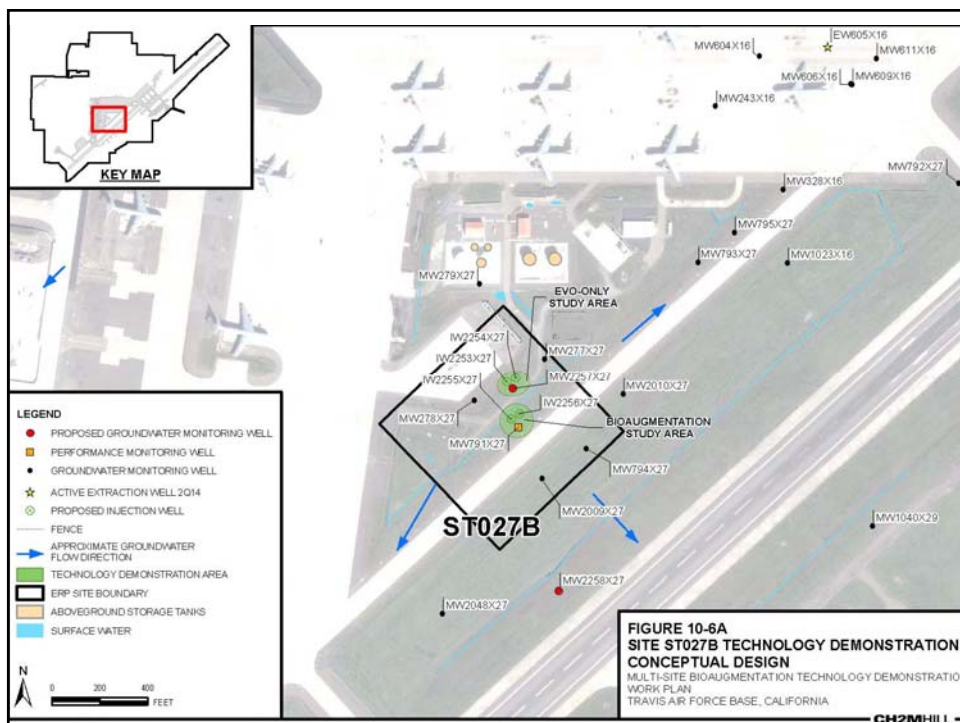 KEY MAP
EW605X16
MW604X16
MW611X16
MW606X16
MW609X16
MW243X16
MW792X27
MW328X16
MW795X27
MW793X27
MW1023X16
MW279X27
EVO-ONLY
STUDY AREA
IW2254X27
IW2253X27
MW277X27
IW2255X27
MW2257X27
MW278X27
IW2256X27
MW2010X27
BIOAUGMENTATION
STUDY AREA
MW791X27
MW794X27
MW2009X27
ST027B
MW1040X29
MW2258X27
MW2048X27
LEGEND
PROPOSED GROUNDWATER MONITORING WELL
PERFORMANCE MONITORING WELL
GROUNDWATER MONITORING WELL
ACTIVE EXTRACTION WELL 2Q14
PROPOSED INJECTION WELL
FENCE
APPROXIMATE GROUNDWATER
FLOW DIRECTION
TECHNOLOGY DEMONSTRATION AREA
ERP SITE BOUNDARY
ABOVEGROUND STORAGE TANKS
SURFACE WATER
N
0 200 400
FEET
FIGURE 10-6A
SITE ST027B TECHNOLOGY DEMONSTRATION
CONCEPTUAL DESIGN
MULTI-SITE BIOAUGMENTATION TECHNOLOGY DEMONSTRATIO
WORK PLAN
TRAVIS AIR FORCE BASE, CALIFORNIA
CH2MHILL